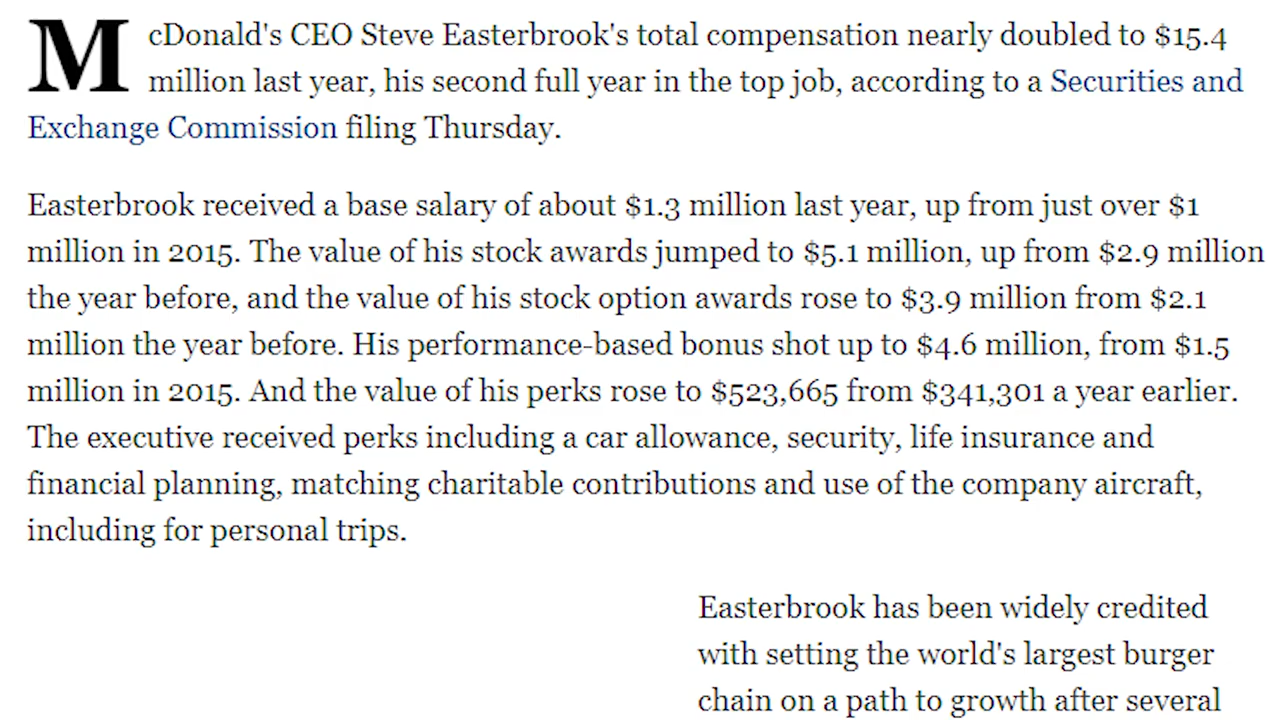 McDonald's CEO Steve Easterbrook's total compensation nearly doubled to $15.4
million last year, his second full year in the top job, according to a Securities and
Exchange Commission filing Thursday.
Easterbrook received a base salary of about $1.3 million last year, up from just over $1
million in 2015. The value of his stock awards jumped to $5.1 million, up from $2.9 million
the year before, and the value of his stock option awards rose to $3.9 million from $2.1
million the year before. His performance-based bonus shot up to $4.6 million, from $1.5
million in 2015. And the value of his perks rose to $523,665 from $341,301 a year earlier.
The executive received perks including a car allowance, security, life insurance and
financial planning, matching charitable contributions and use of the company aircraft,
including for personal trips.
Easterbrook has been widely credited
with setting the world's largest burger
chain on a path to growth after several